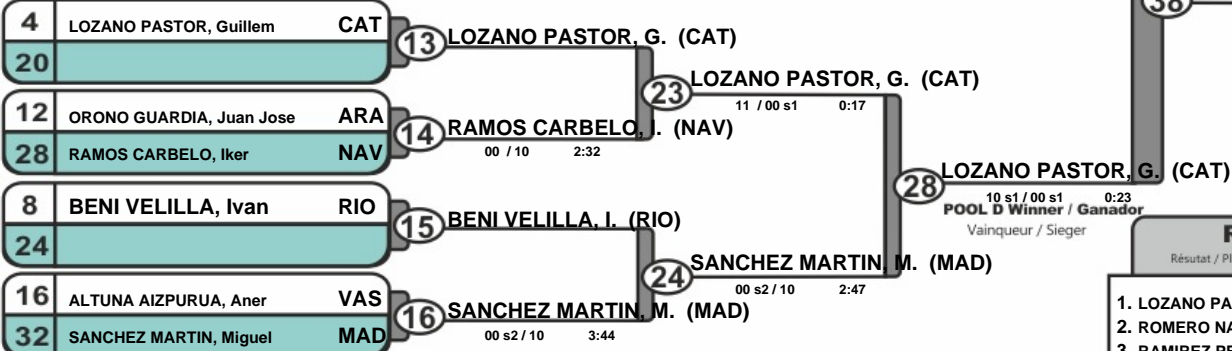 38
4 LOZANO PASTOR, Guillem CAT
20
13 LOZANO PASTOR, G. (CAT)
23 LOZANO PASTOR, G. (CAT)
11 / 00 s1 0:17
12 ORONO GUARDIA, Juan Jose ARA
28 RAMOS CARBELO, Iker NAV
14 RAMOS CARBELO, I. (NAV)
00 / 10 2:32
28 LOZANO PASTOR, G. (CAT)
10 s1 / 00 s1 0:23
POOL D Winner / Ganador
Vainqueur / Sieger
8 BENI VELILLA, Ivan RIO
24
15 BENI VELILLA, I. (RIO)
24 SANCHEZ MARTIN, M. (MAD)
00 s2 / 10 2:47
16 ALTUNA AIZPURUA, Aner VAS
32 SANCHEZ MARTIN, Miguel MAD
16 SANCHEZ MARTIN, M. (MAD)
00 s2 / 10 3:44
Résutat / Pl
1. LOZANO PA
2. ROMERO NA